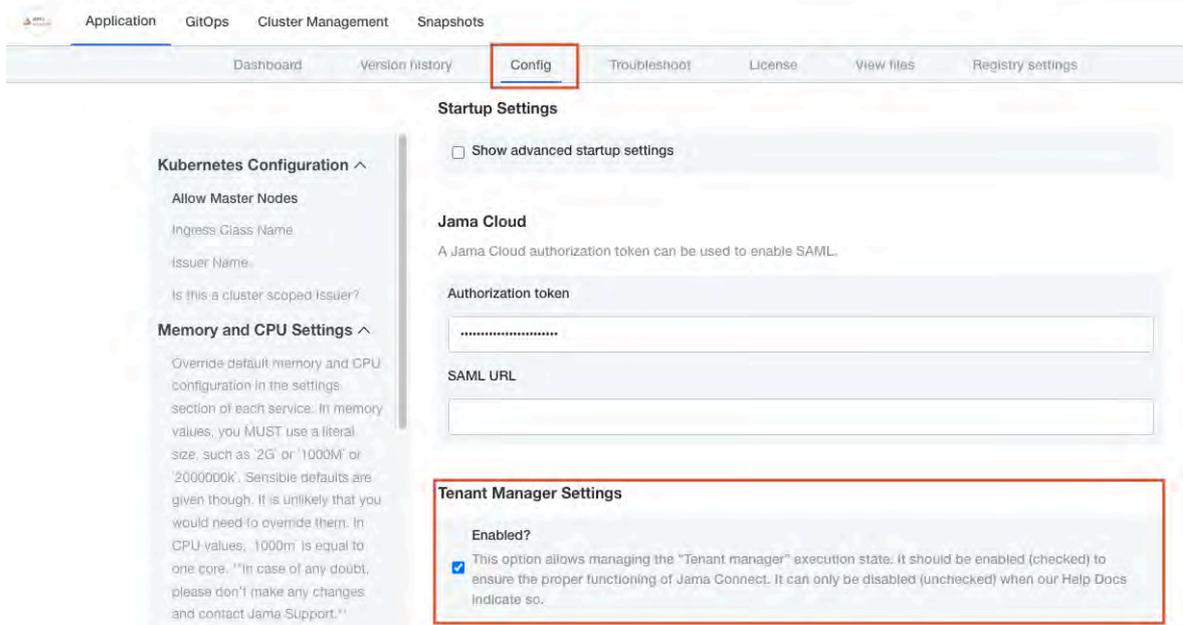 Application GitOps Cluster Management Snapshots
Dashboard Version history Config Troubleshoot License View files Registry settings
Kubernetes Configuration
Allow Master Nodes
Ingress Class Name
Issuer Name
Is this a cluster scoped Issuer?
Memory and CPU Settings
Override default memory and CPU
configuration in the settings
section of each service. In memory
values, you MUST use a literal
size, such as `2G` or `1000M` or
`2000000k`. Sensible defaults are
given though. It is unlikely that you
would need to override them. In
CPU values, `1000m` is equal to
one core. **In case of any doubt,
please don't make any changes
and contact Jama Support.**
Startup Settings
Show advanced startup settings
Jama Cloud
A Jama Cloud authorization token can be used to enable SAML.
Authorization token
••••••••••••••••••••••••
SAML URL
Tenant Manager Settings
Enabled?
This option allows managing the "Tenant manager" execution state. It should be enabled (checked) to
ensure the proper functioning of Jama Connect. It can only be disabled (unchecked) when our Help Docs
indicate so.